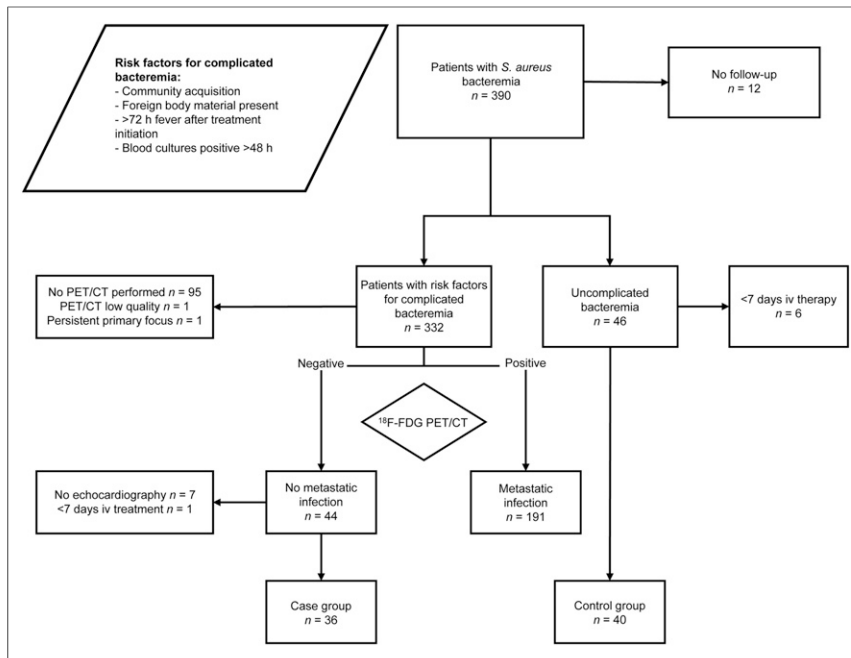 Risk factors for complicated
bacteremia:
- Community acquisition
- Foreign body material present
- >72 h fever after treatment
initiation
- Blood cultures positive >48 h
Patients with S. aureus
bacteremia
n = 390
No follow-up
n = 12
No PET/CT performed n = 95
PET/CT low quality n = 1
Persistent primary focus n = 1
Patients with risk factors
for complicated
bacteremia
n = 332
Uncomplicated
bacteremia
n = 46
<7 days iv therapy
n = 6
Negative
Positive
¹⁸F-FDG PET/CT
No echocardiography n = 7
<7 days iv treatment n = 1
No metastatic
infection
n = 44
Metastatic
infection
n = 191
Case group
n = 36
Control group
n = 40